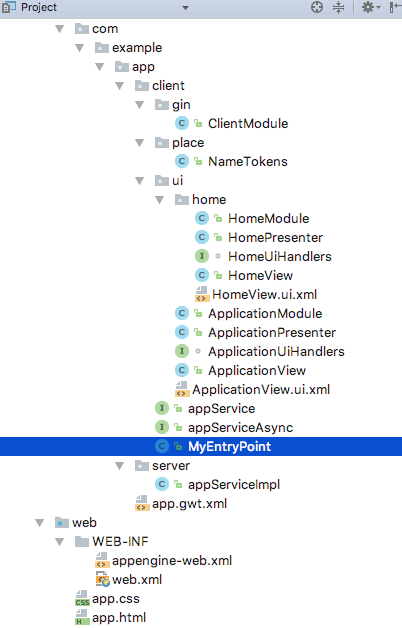 Project
com
example
app
client
gin
ClientModule
place
NameTokens
ui
home
HomeModule
HomePresenter
HomeUiHandlers
HomeView
HomeView.ui.xml
ApplicationModule
ApplicationPresenter
ApplicationUiHandlers
ApplicationView
ApplicationView.ui.xml
appService
appServiceAsync
MyEntryPoint
server
appServiceImpl
app.gwt.xml
web
WEB-INF
appengine-web.xml
web.xml
app.css
app.html